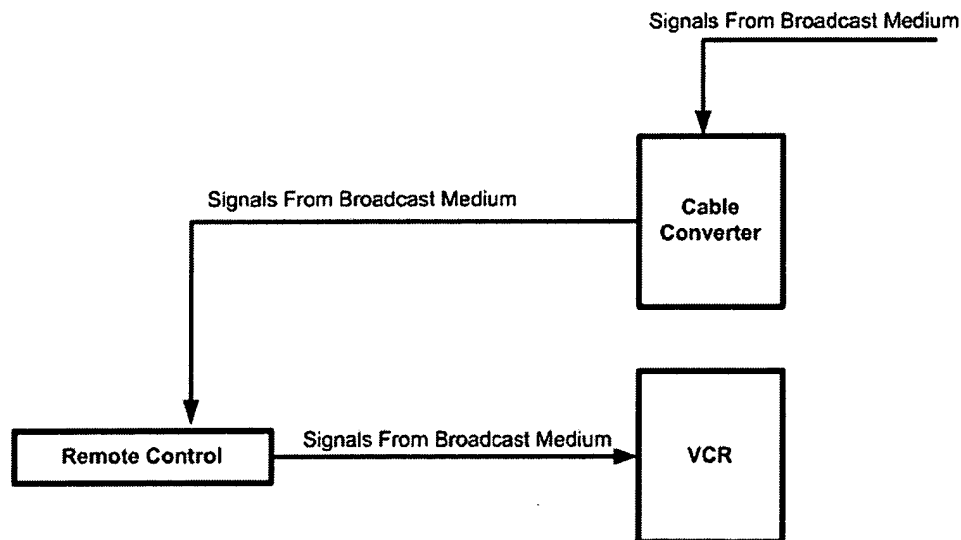 Signals From Broadcast Medium
Cable
Converter
Signals From Broadcast Medium
Remote Control
Signals From Broadcast Medium
VCR